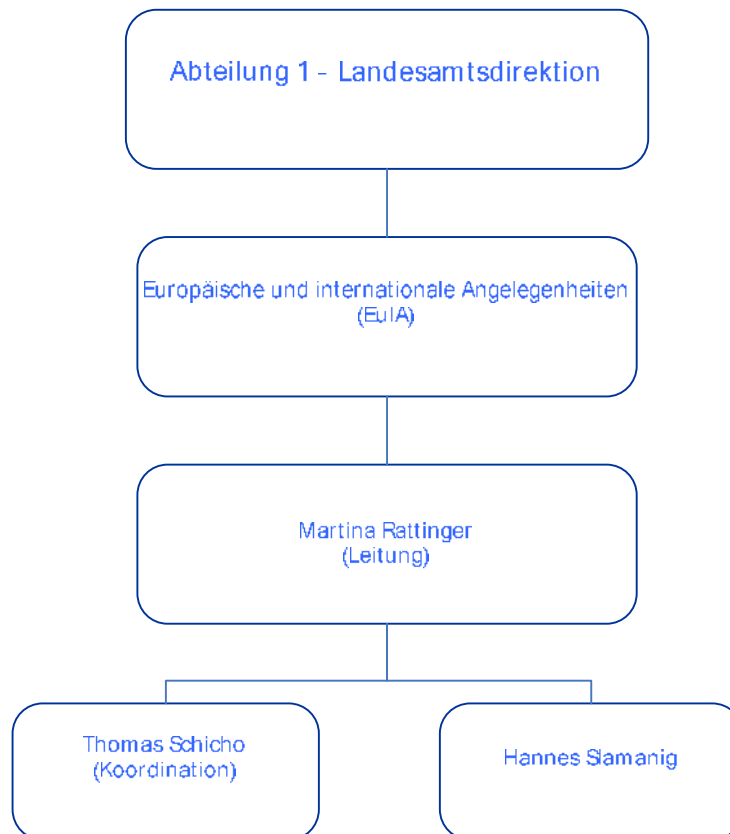 Abteilung 1 - Landesamtsdirektion
Europäische und internationale Angelegenheiten
(EuIA)
Martina Rattinger
(Leitung)
Thomas Schicho
(Koordination)
Hannes Slamanig